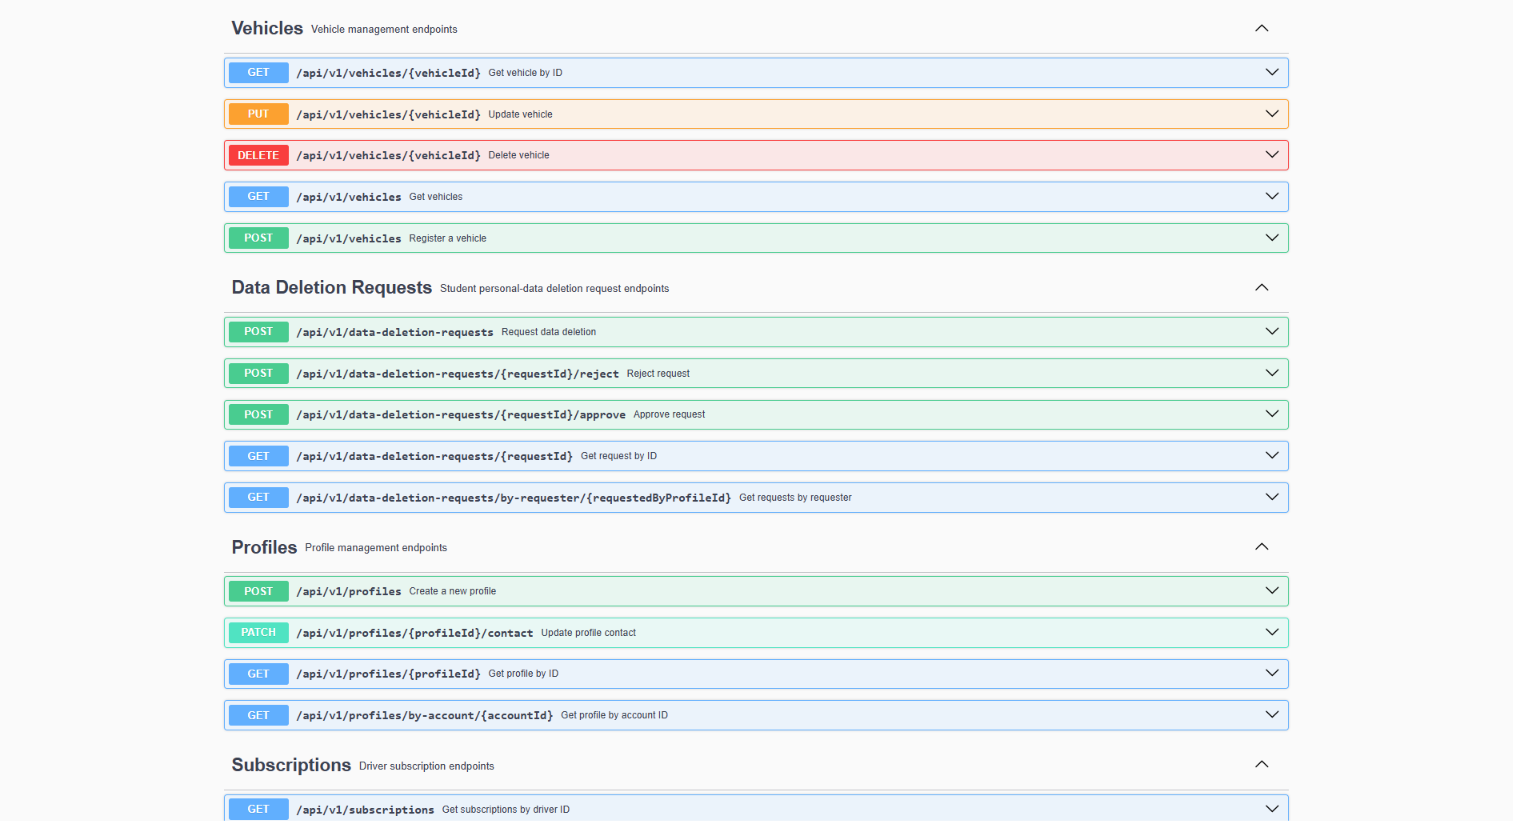 Vehicles Vehicle management endpoints
GET /api/v1/vehicles/{vehicleId} Get vehicle by ID
PUT /api/v1/vehicles/{vehicleId} Update vehicle
DELETE /api/v1/vehicles/{vehicleId} Delete vehicle
GET /api/v1/vehicles Get vehicles
POST /api/v1/vehicles Register a vehicle
Data Deletion Requests Student personal-data deletion request endpoints
POST /api/v1/data-deletion-requests Request data deletion
POST /api/v1/data-deletion-requests/{requestId}/reject Reject request
POST /api/v1/data-deletion-requests/{requestId}/approve Approve request
GET /api/v1/data-deletion-requests/{requestId} Get request by ID
GET /api/v1/data-deletion-requests/by-requester/{requestedByProfileId} Get requests by requester
Profiles Profile management endpoints
POST /api/v1/profiles Create a new profile
PATCH /api/v1/profiles/{profileId}/contact Update profile contact
GET /api/v1/profiles/{profileId} Get profile by ID
GET /api/v1/profiles/by-account/{accountId} Get profile by account ID
Subscriptions Driver subscription endpoints
GET /api/v1/subscriptions Get subscriptions by driver ID